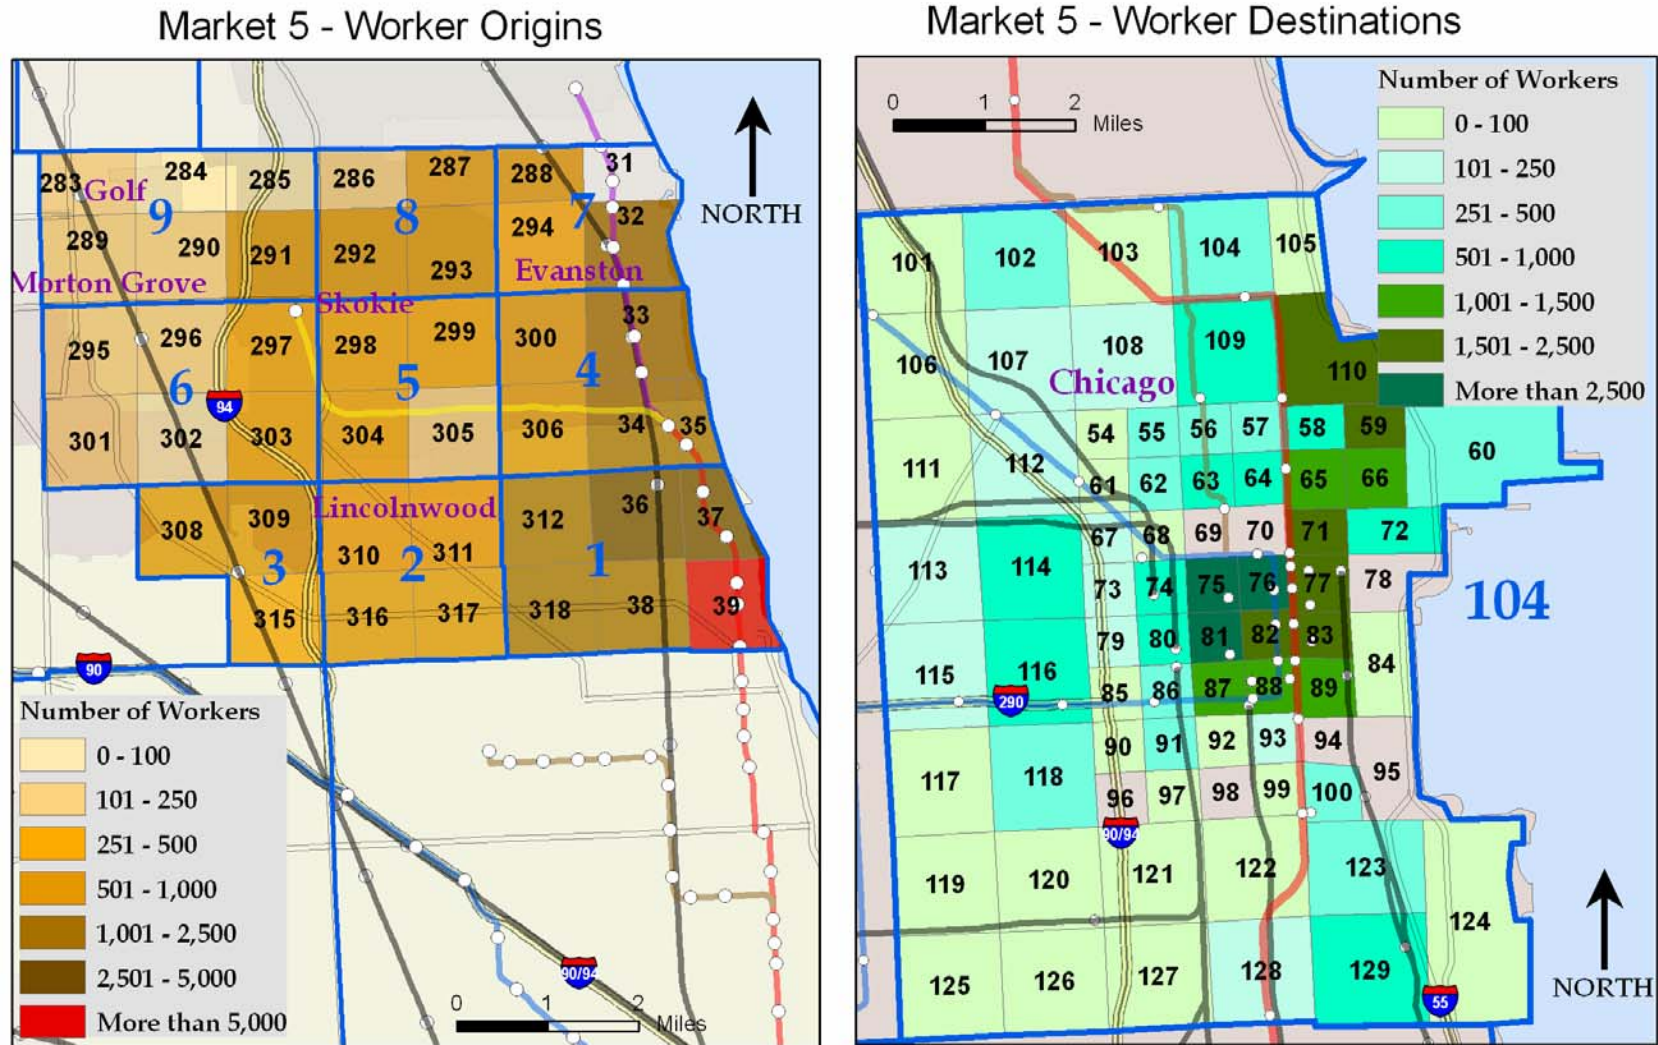 Market 5 - Worker Origins
31
283 284 285 286 287 288
Golf
9 8 7
32
NORTH
289 290 291 292 293 294
Morton Grove Evanston
Skokie
33
295 296 297 298 299 300
6 5 4
94
301 302 303 304 305 306 34 35
Lincolnwood
308 309 310 311 312 36 37
3 2 1
315 316 317 318 38 39
90
Number of Workers
0 - 100
101 - 250
251 - 500
501 - 1,000
1,001 - 2,500
2,501 - 5,000
More than 5,000
90/94
0 1 2
Miles
Market 5 - Worker Destinations
0 1 2
Miles
Number of Workers
0 - 100
101 - 250
251 - 500
501 - 1,000
1,001 - 1,500
1,501 - 2,500
More than 2,500
101 102 103 104 105
106 107 108 109 110
Chicago
54 55 56 57 58 59 60
111 112
61 62 63 64 65 66
67 68 69 70 71 72
113 114
73 74 75 76 77 78
104
79 80 81 82 83 84
115 116
290
85 86 87 88 89
90 91 92 93 94 95
117 118
96 97 98 99 100
90/94
119 120 121 122 123 124
125 126 127 128 129
55
NORTH